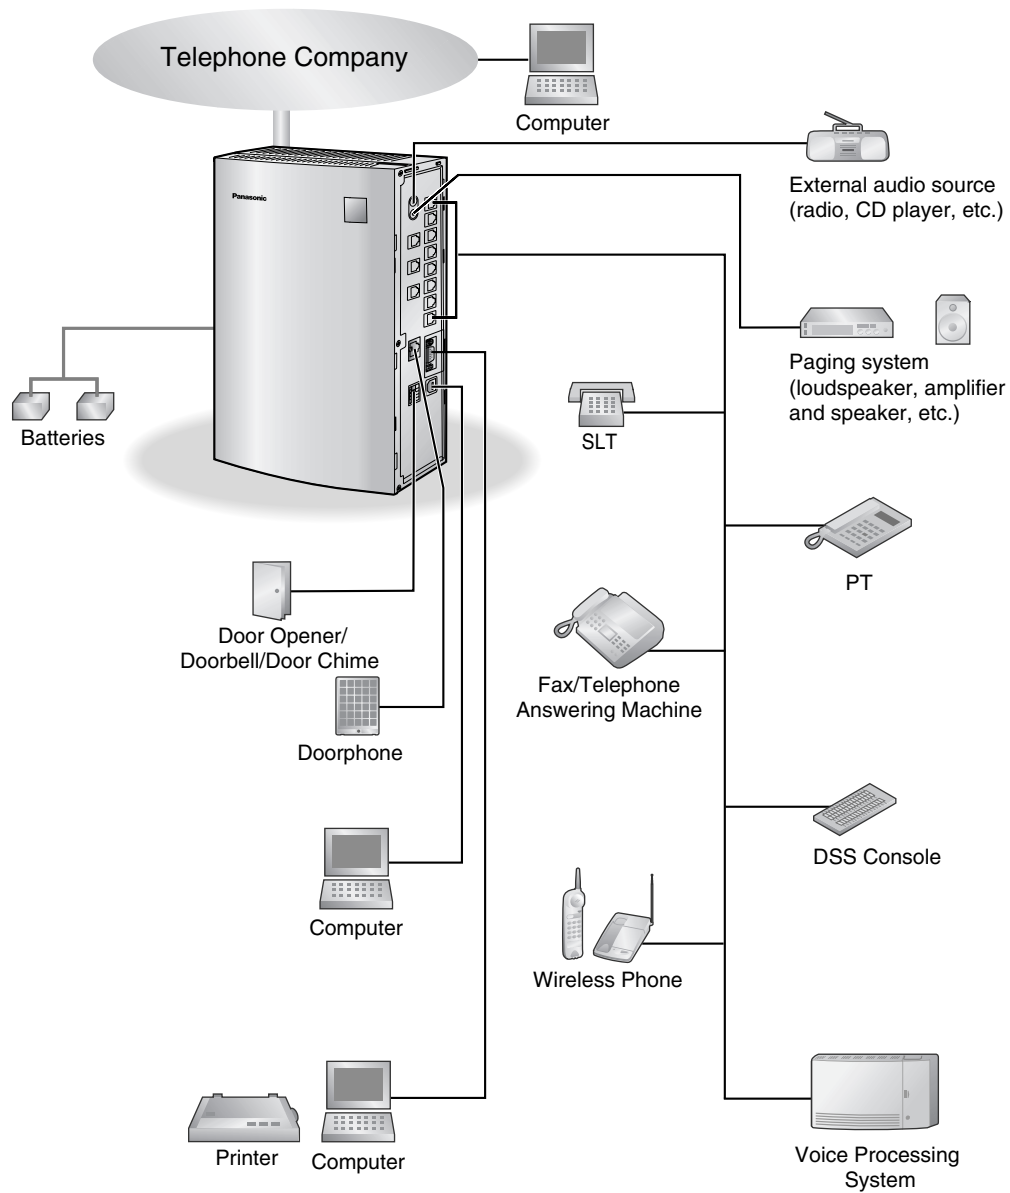 Telephone Company
Computer
External audio source
(radio, CD player, etc.)
Panasonic
Paging system
(loudspeaker, amplifier
and speaker, etc.)
Batteries
SLT
PT
Door Opener/
Doorbell/Door Chime
Fax/Telephone
Answering Machine
Doorphone
DSS Console
Computer
Wireless Phone
Printer
Computer
Voice Processing
System